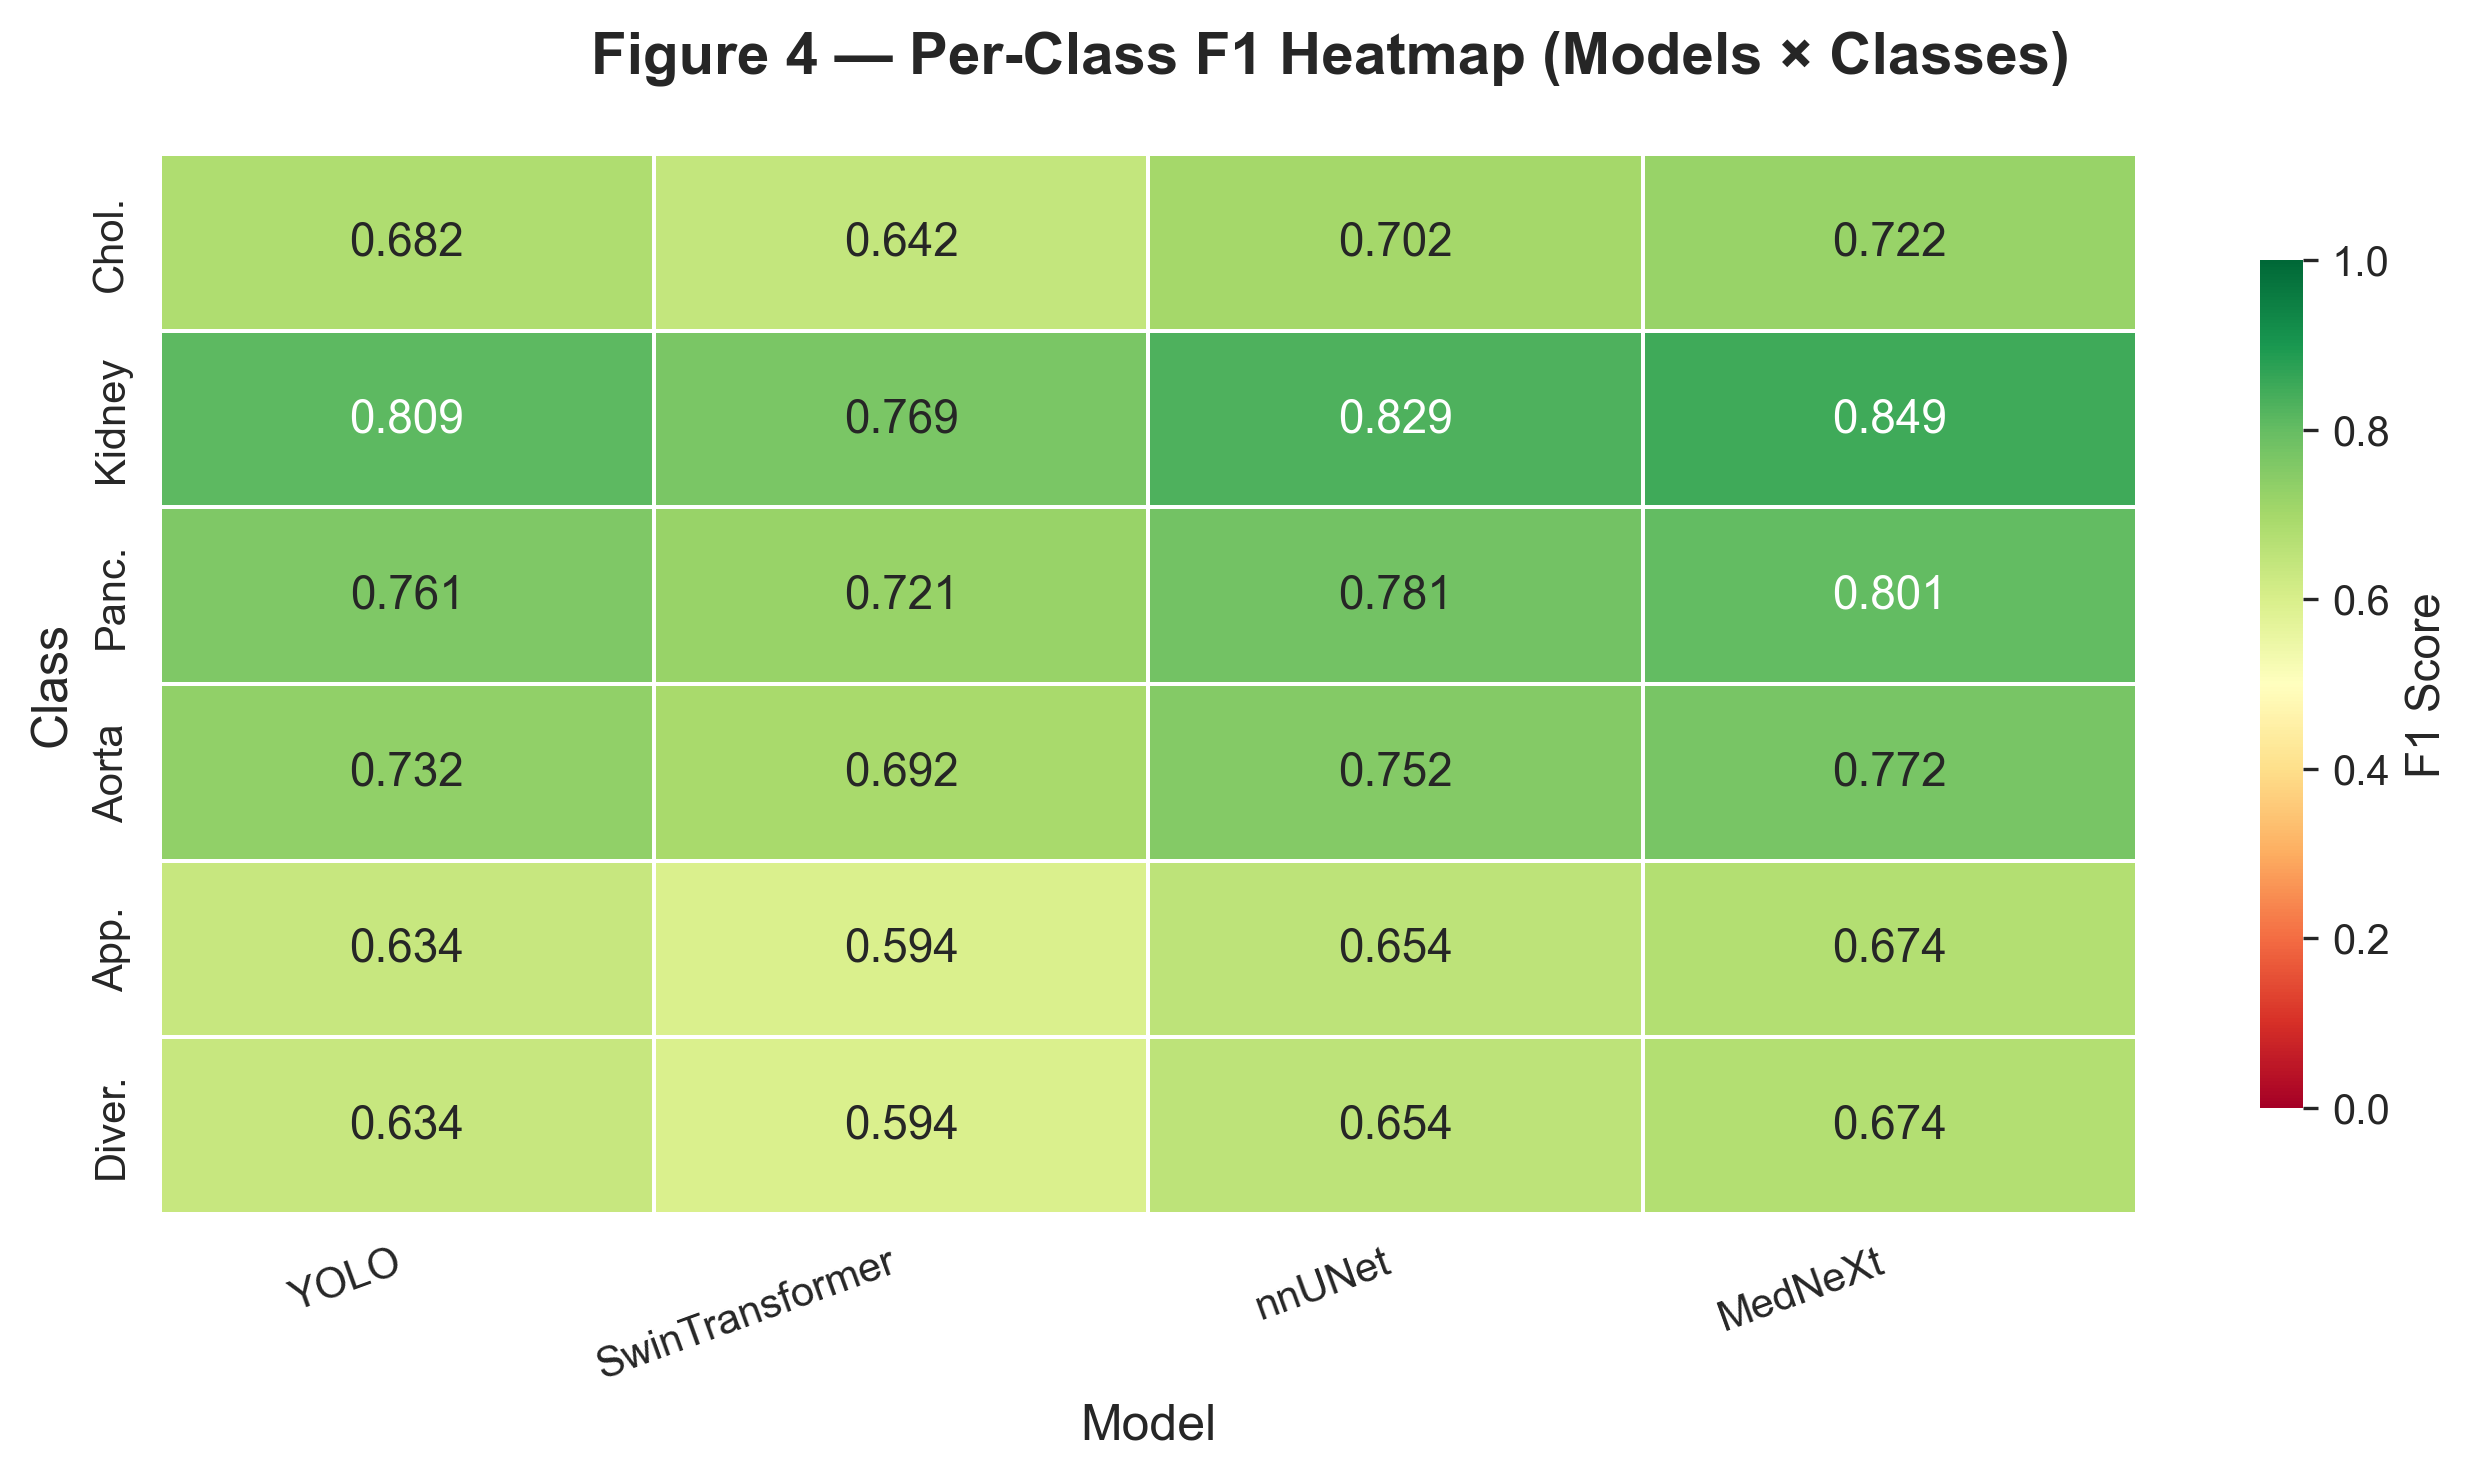 Figure 4 — Per-Class F1 Heatmap (Models × Classes)
Class
Chol.
0.682 0.642 0.702 0.722
Kidney
0.809 0.769 0.829 0.849
Panc.
0.761 0.721 0.781 0.801
Aorta
0.732 0.692 0.752 0.772
App.
0.634 0.594 0.654 0.674
Diver.
0.634 0.594 0.654 0.674
YOLO
SwinTransformer
nnUNet
MedNeXt
Model
1.0
0.8
0.6
0.4
0.2
0.0
F1 Score